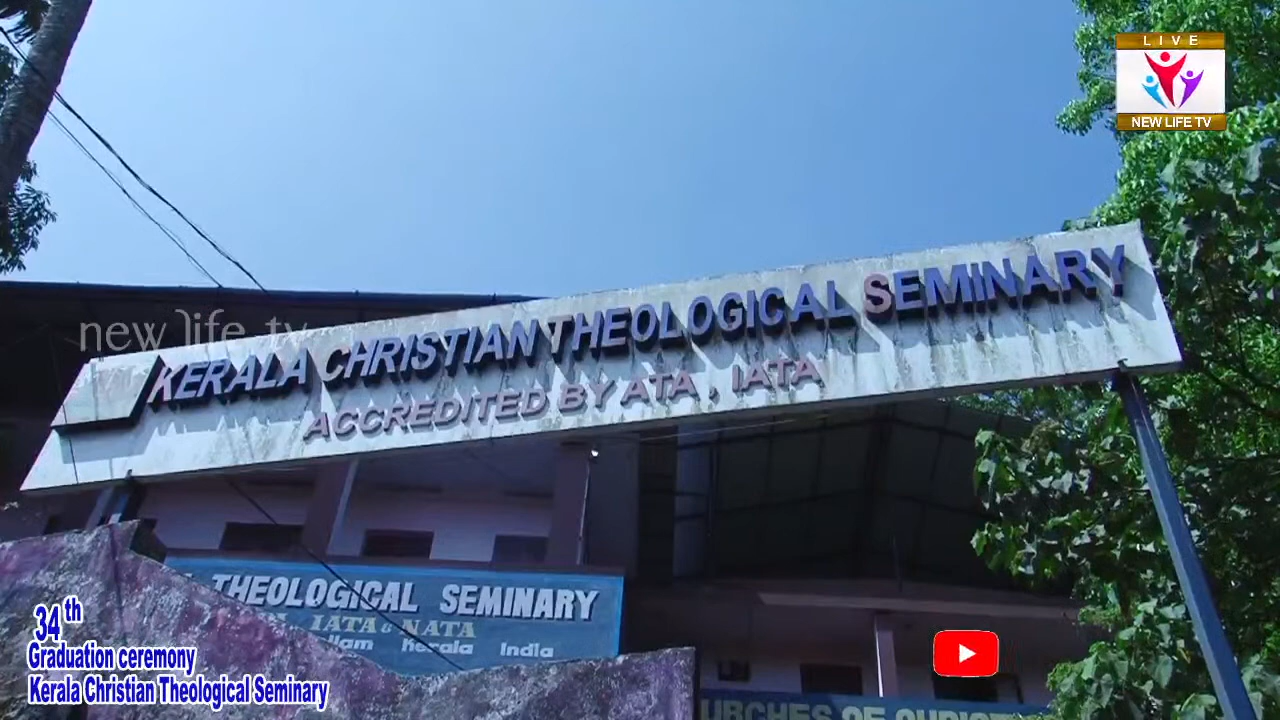 LIVE
NEW LIFE TV
new life tv
KERALA CHRISTIAN THEOLOGICAL SEMINARY
ACCREDITED BY ATA , IATA
THEOLOGICAL SEMINARY
IATA & NATA
Kerala India
34th
Graduation ceremony
Kerala Christian Theological Seminary